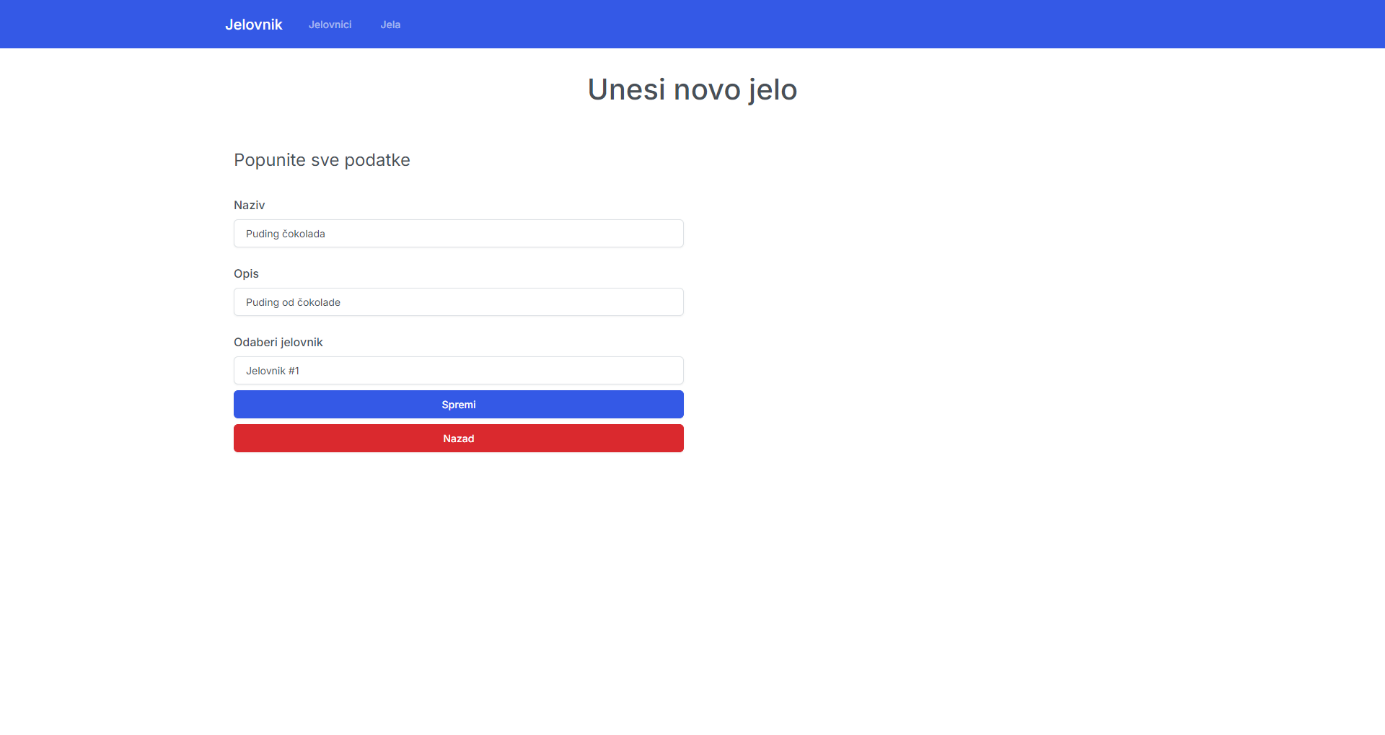 Jelovnik Jelovnici Jela
Unesi novo jelo
Popunite sve podatke
Naziv
Puding čokolada
Opis
Puding od čokolade
Odaberi jelovnik
Jelovnik #1
Spremi
Nazad